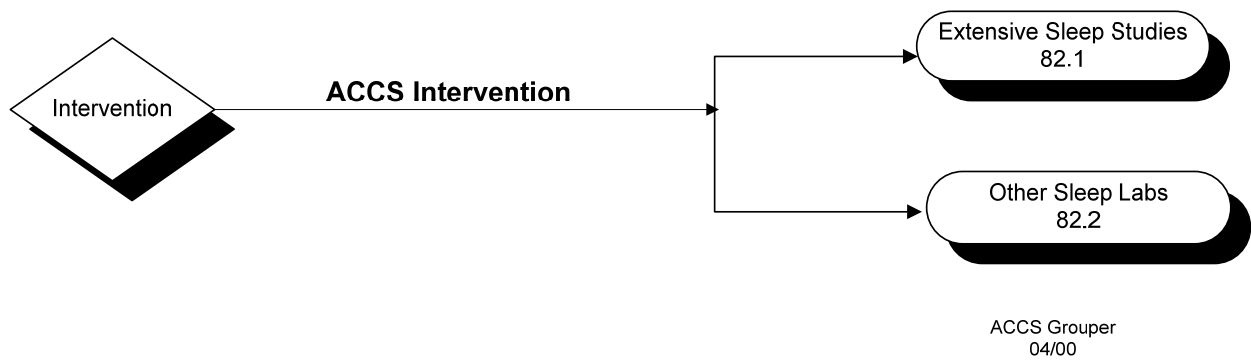 Intervention
ACCS Intervention
Extensive Sleep Studies
82.1
Other Sleep Labs
82.2
ACCS Grouper
04/00